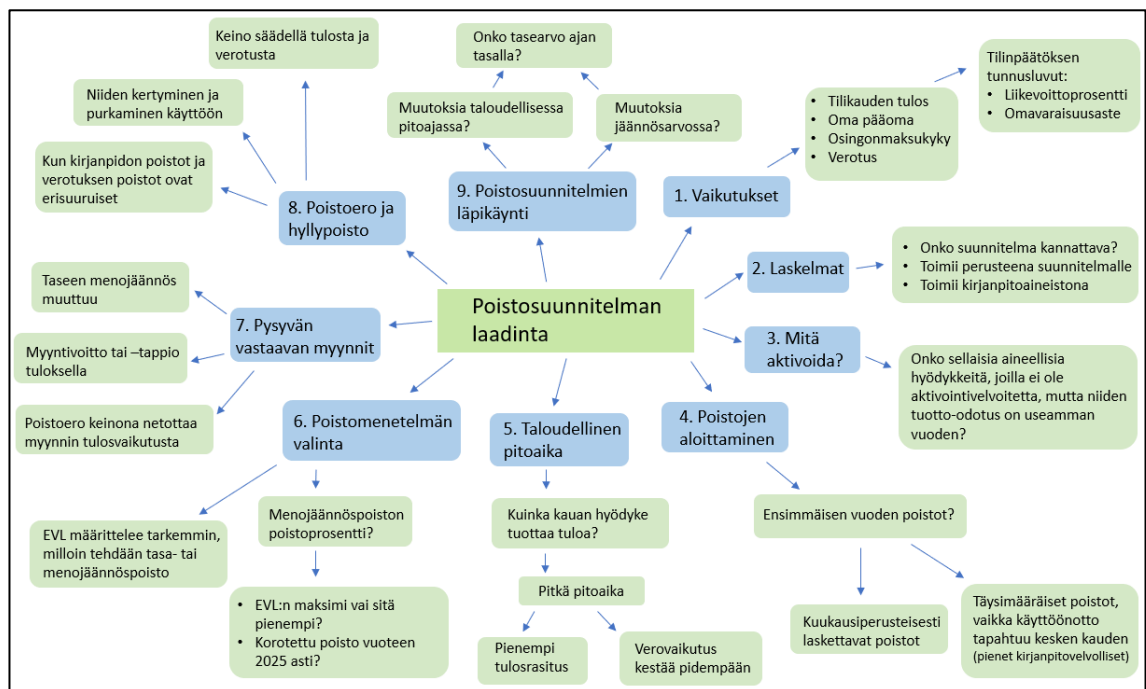 Poistosuunnitelman
laadinta
1. Vaikutukset
• Tilikauden tulos
• Oma pääoma
• Osingonmaksukyky
• Verotus
Tilinpäätöksen
tunnusluvut:
• Liikevoittoprosentti
• Omavaraisuusaste
2. Laskelmat
• Onko suunnitelma kannattava?
• Toimii perusteena suunnitelmalle
• Toimii kirjanpitoaineistona
3. Mitä
aktivoida?
Onko sellaisia aineellisia
hyödykkeitä, joilla ei ole
aktivointivelvoitetta, mutta niiden
tuotto-odotus on useamman
vuoden?
4. Poistojen
aloittaminen
Ensimmäisen vuoden poistot?
Kuukausiperusteisesti
laskettavat poistot
Täysimääräiset poistot,
vaikka käyttöönotto
tapahtuu kesken kauden
(pienet kirjanpitovelvolliset)
5. Taloudellinen
pitoaika
Kuinka kauan hyödyke
tuottaa tuloa?
Pitkä pitoaika
Pienempi
tulosrasitus
Verovaikutus
kestää pidempään
6. Poistomenetelmän
valinta
Menojäännöspoiston
poistoprosentti?
• EVL:n maksimi vai sitä
pienempi?
• Korotettu poisto vuoteen
2025 asti?
EVL määrittelee tarkemmin,
milloin tehdään tasa- tai
menojäännöspoisto
7. Pysyvän
vastaavan myynnit
Taseen menojäännös
muuttuu
Myyntivoitto tai –tappio
tuloksella
Poistoero keinona netottaa
myynnin tulosvaikutusta
8. Poistoero ja
hyllypoisto
Kun kirjanpidon poistot ja
verotuksen poistot ovat
erisuuruiset
Niiden kertyminen ja
purkaminen käyttöön
Keino säädellä tulosta ja
verotusta
9. Poistosuunnitelmien
läpikäynti
Muutoksia taloudellisessa
pitoajassa?
Muutoksia
jäännösarvossa?
Onko tasearvo ajan
tasalla?